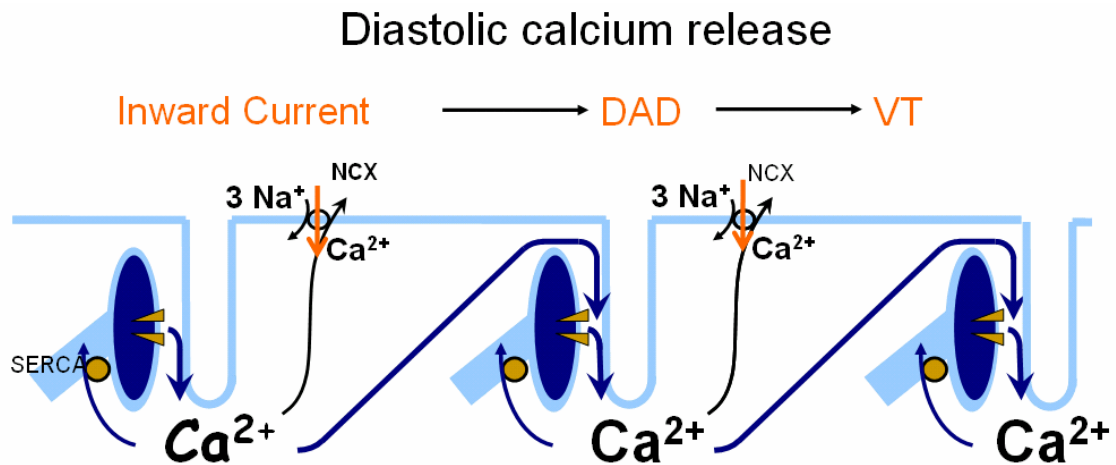 Diastolic calcium release
Inward Current DAD VT
NCX NCX
3 Na⁺ 3 Na⁺
Ca²⁺ Ca²⁺
SERCA
Ca²⁺ Ca²⁺ Ca²⁺